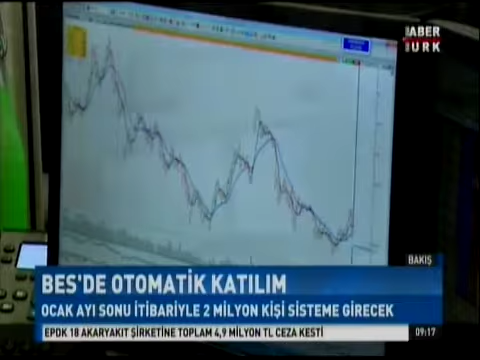 HABER
TURK
BAKIŞ
BES'DE OTOMATİK KATILIM
OCAK AYI SONU İTİBARİYLE 2 MİLYON KİŞİ SİSTEME GİRECEK
EPDK 18 AKARYAKIT ŞİRKETİNE TOPLAM 4,9 MİLYON TL CEZA KESTİ
09:17